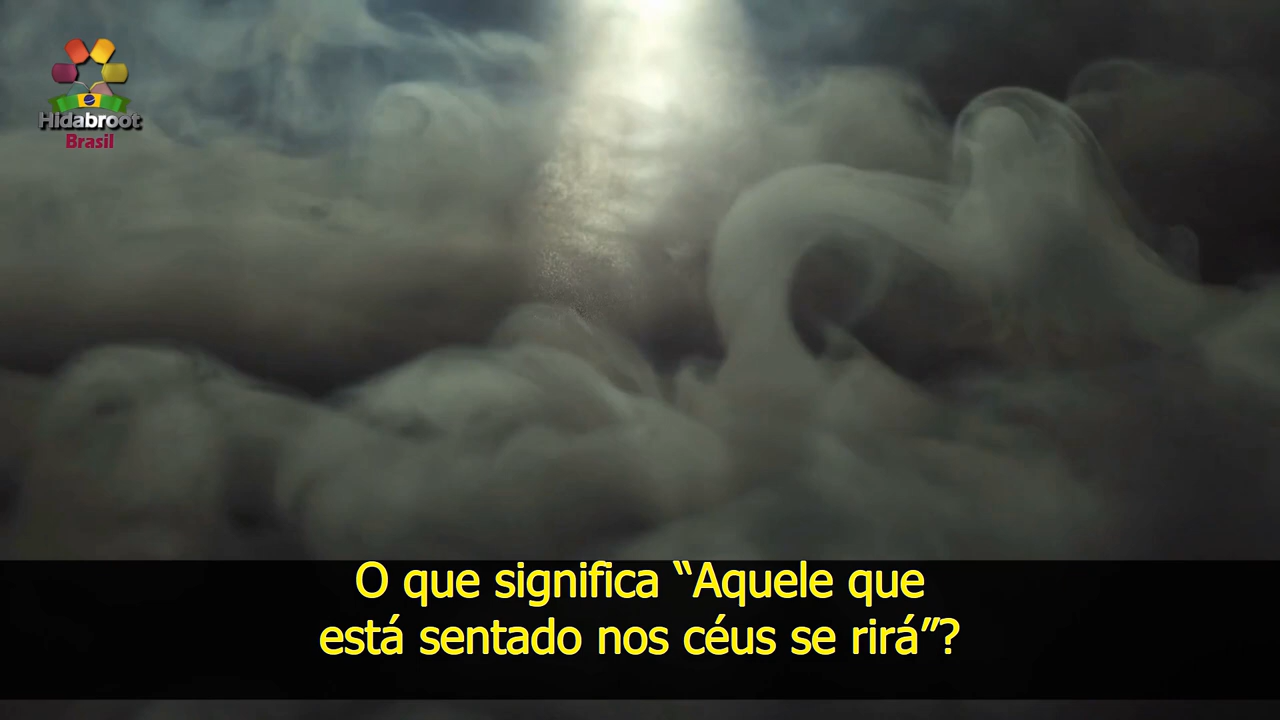 Hidabroot
Brasil
O que significa “Aquele que
está sentado nos céus se rirá”?